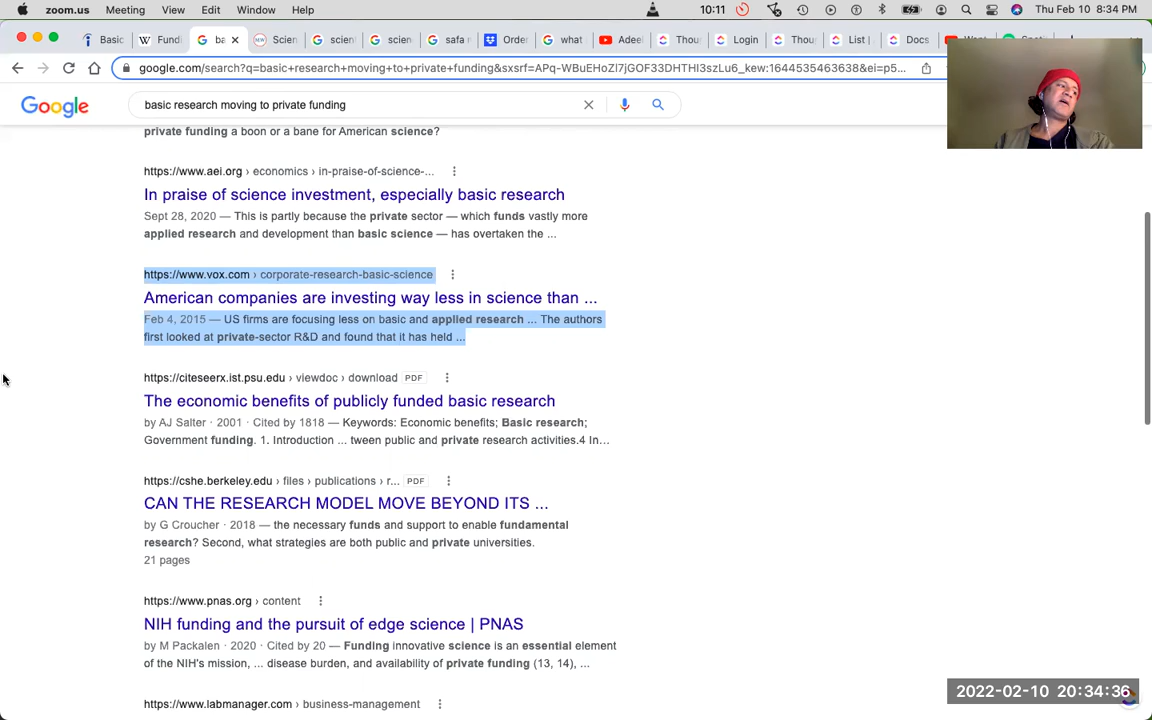 zoom.us Meeting View Edit Window Help 10:11 Thu Feb 10 8:34 PM
Basic Fundi ba Scien scient scien safa r Order what Adeel Thou Login Thou List | Docs
google.com/search?q=basic+research+moving+to+private+funding&sxsrf=APq-WBuEHoZl7jGOF33DHTHI3szLu6_kew:1644535463638&ei=p5...
Google
basic research moving to private funding
private funding a boon or a bane for American science?
https://www.aei.org › economics › in-praise-of-science-...
In praise of science investment, especially basic research
Sept 28, 2020 — This is partly because the private sector — which funds vastly more
applied research and development than basic science — has overtaken the ...
https://www.vox.com › corporate-research-basic-science
American companies are investing way less in science than ...
Feb 4, 2015 — US firms are focusing less on basic and applied research ... The authors
first looked at private-sector R&D and found that it has held ...
https://citeseerx.ist.psu.edu › viewdoc › download PDF
The economic benefits of publicly funded basic research
by AJ Salter · 2001 · Cited by 1818 — Keywords: Economic benefits; Basic research;
Government funding. 1. Introduction ... tween public and private research activities.4 In...
https://cshe.berkeley.edu › files › publications › r... PDF
CAN THE RESEARCH MODEL MOVE BEYOND ITS ...
by G Croucher · 2018 — the necessary funds and support to enable fundamental
research? Second, what strategies are both public and private universities.
21 pages
https://www.pnas.org › content
NIH funding and the pursuit of edge science | PNAS
by M Packalen · 2020 · Cited by 20 — Funding innovative science is an essential element
of the NIH's mission, ... disease burden, and availability of private funding (13, 14), ...
https://www.labmanager.com › business-management
2022-02-10 20:34:36